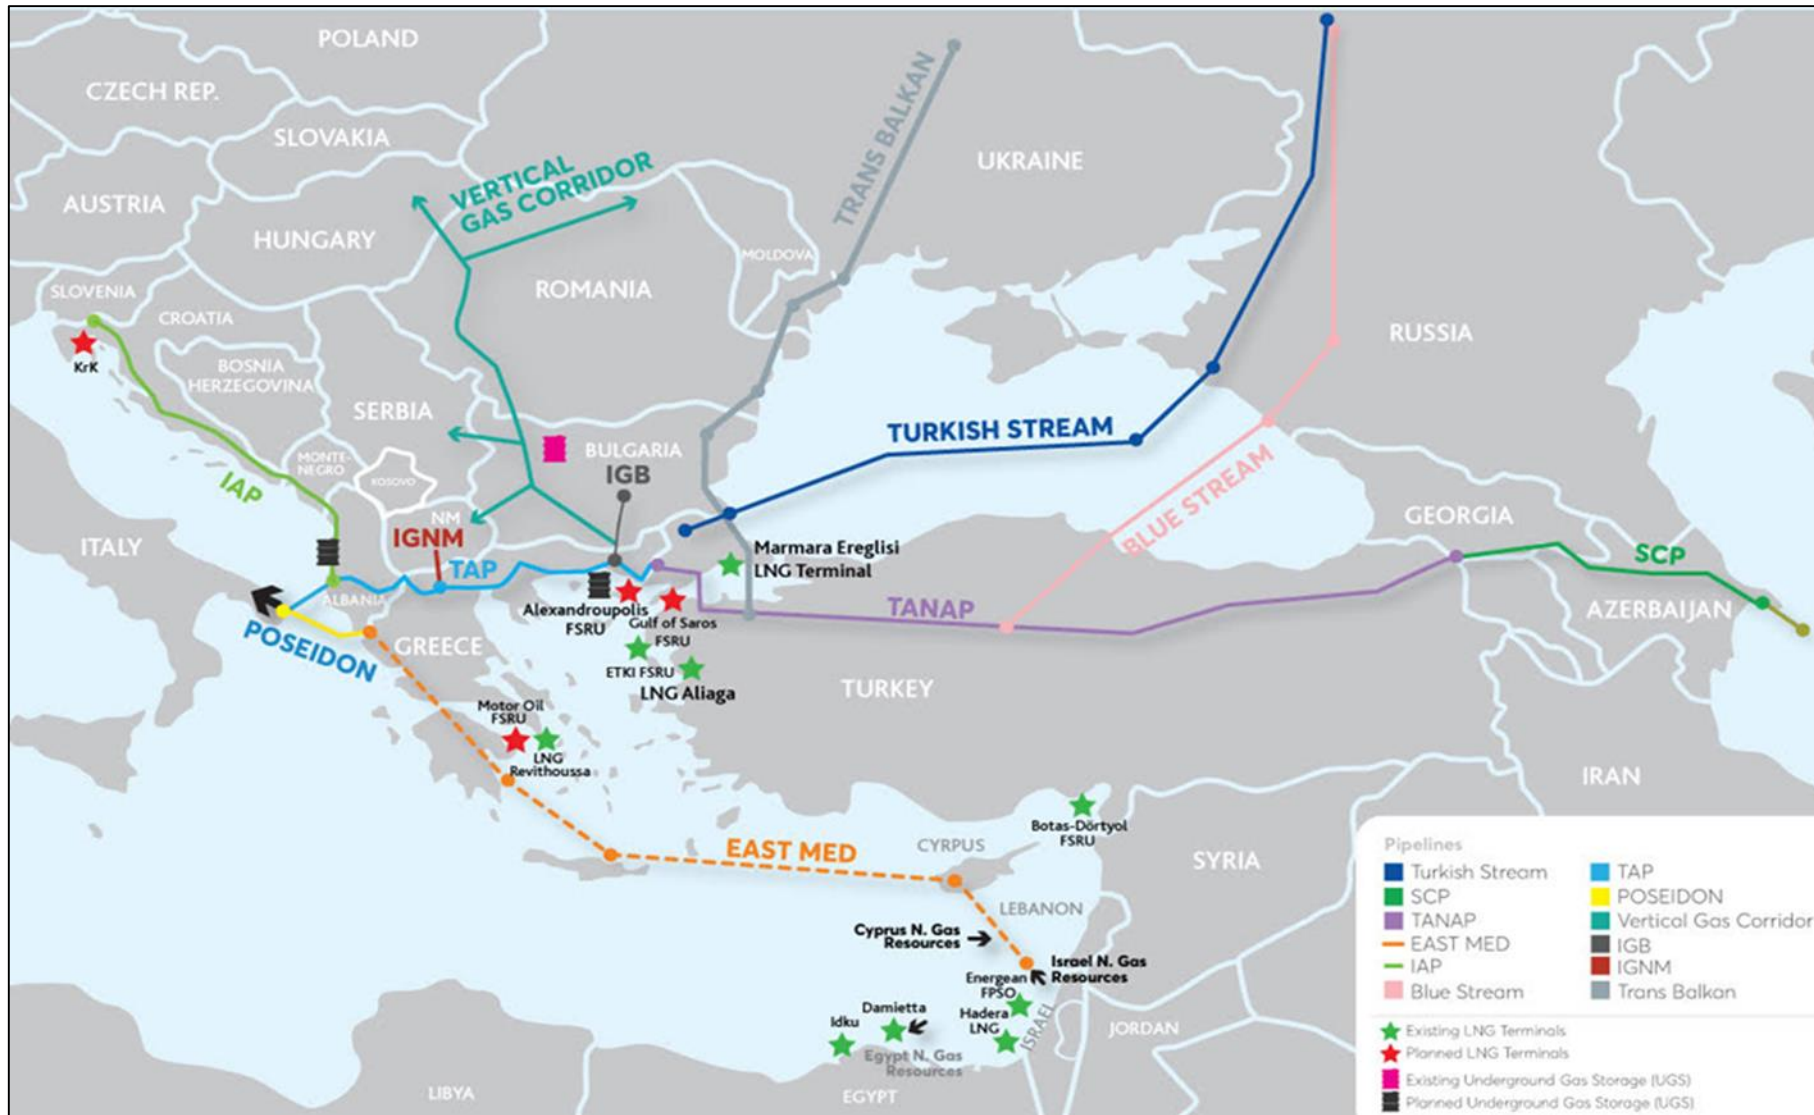 POLAND
CZECH REP.
SLOVAKIA
AUSTRIA
HUNGARY
VERTICAL
GAS CORRIDOR
TRANS BALKAN
UKRAINE
MOLDOVA
ROMANIA
SLOVENIA
CROATIA
KrK
BOSNIA
HERZEGOVINA
SERBIA
RUSSIA
TURKISH STREAM
BLUE STREAM
BULGARIA
IGB
MONTE-
NEGRO
KOSOVO
IAP
NM
IGNM
ITALY
TAP
ALBANIA
POSEIDON
GREECE
Marmara Ereglisi
LNG Terminal
Alexandroupolis
FSRU
Gulf of Saros
FSRU
ETKI FSRU
LNG Aliaga
TANAP
TURKEY
GEORGIA
SCP
AZERBAIJAN
IRAN
Motor Oil
FSRU
LNG
Revithoussa
EAST MED
CYRPUS
Botas-Dörtyol
FSRU
SYRIA
LEBANON
Cyprus N. Gas
Resources
Israel N. Gas
Resources
Energean
FPSO
Hadera
LNG
ISRAEL
JORDAN
Damietta
Idku
Egypt N. Gas
Resources
EGYPT
LIBYA
Pipelines
Turkish Stream
SCP
TANAP
EAST MED
IAP
Blue Stream
TAP
POSEIDON
Vertical Gas Corridor
IGB
IGNM
Trans Balkan
Existing LNG Terminals
Planned LNG Terminals
Existing Underground Gas Storage (UGS)
Planned Underground Gas Storage (UGS)